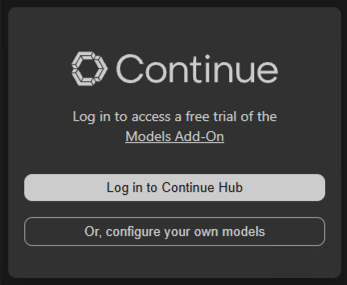 Continue
Log in to access a free trial of the
Models Add-On
Log in to Continue Hub
Or, configure your own models